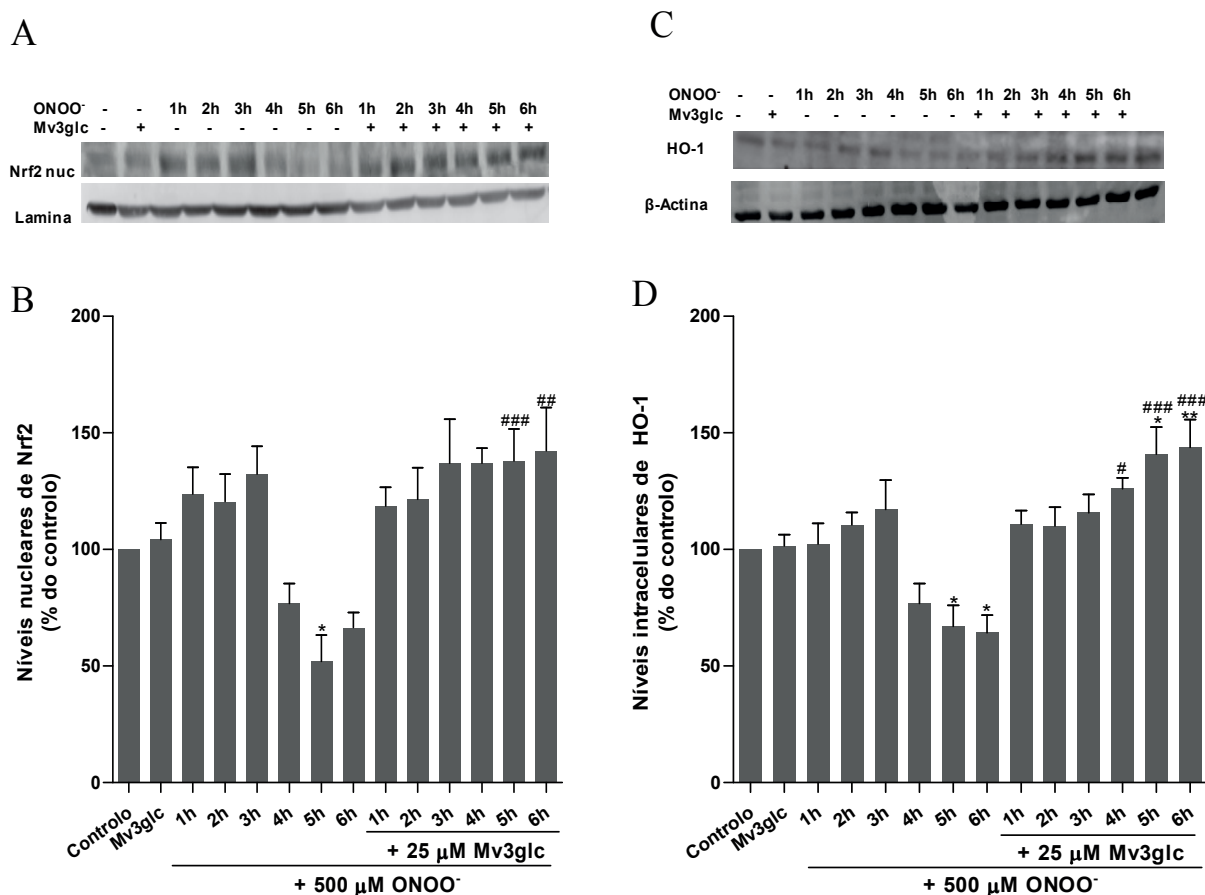 A
ONOO⁻ - - 1h 2h 3h 4h 5h 6h 1h 2h 3h 4h 5h 6h
Mv3glc - + - - - - - - + + + + + +
Nrf2 nuc
Lamina
B
Níveis nucleares de Nrf2
(% do controlo)
200
150
100
50
0
*
###
##
Controlo Mv3glc 1h 2h 3h 4h 5h 6h 1h 2h 3h 4h 5h 6h
+ 25 µM Mv3glc
+ 500 µM ONOO⁻
C
ONOO⁻ - - 1h 2h 3h 4h 5h 6h 1h 2h 3h 4h 5h 6h
Mv3glc - + - - - - - - + + + + + +
HO-1
β-Actina
D
Níveis intracelulares de HO-1
(% do controlo)
200
150
100
50
0
*
*
#
###
*
###
**
Controlo Mv3glc 1h 2h 3h 4h 5h 6h 1h 2h 3h 4h 5h 6h
+ 25 µM Mv3glc
+ 500 µM ONOO⁻